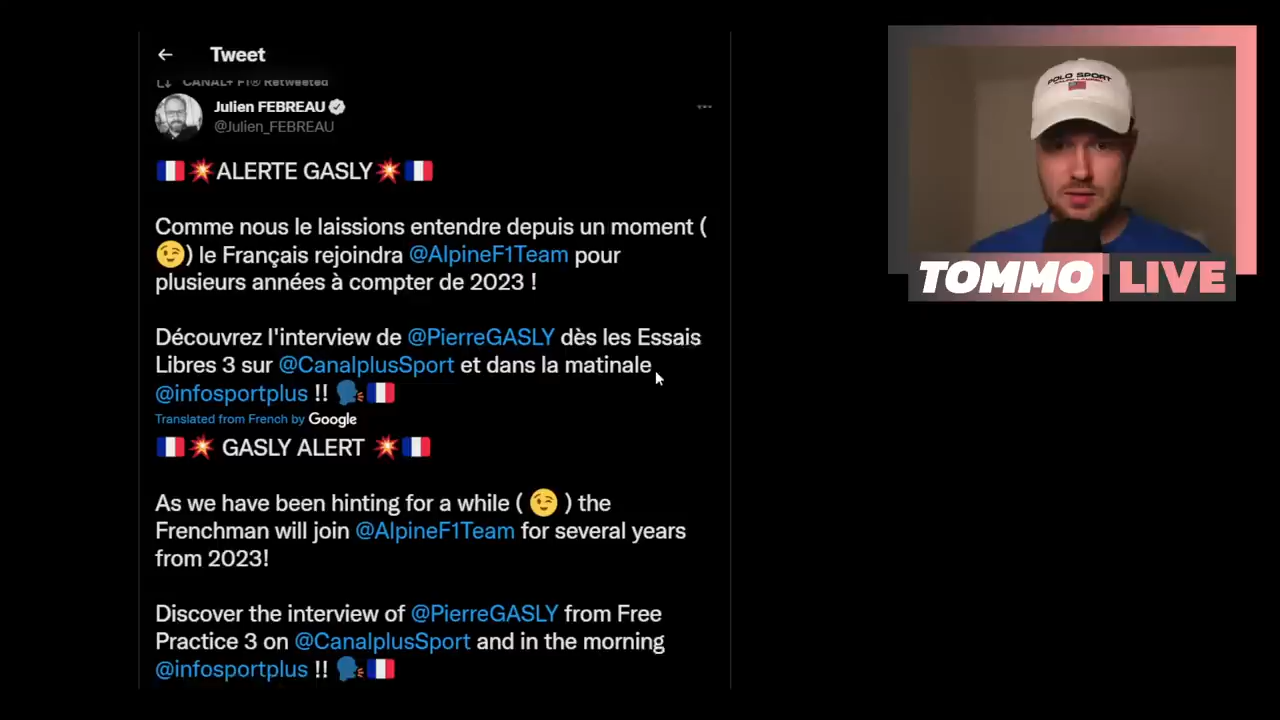 Tweet
CANAL+ F1® Retweeted
Julien FEBREAU
@Julien_FEBREAU
🇫🇷💥ALERTE GASLY💥🇫🇷
Comme nous le laissions entendre depuis un moment (
😉) le Français rejoindra @AlpineF1Team pour
plusieurs années à compter de 2023 !
Découvrez l'interview de @PierreGASLY dès les Essais
Libres 3 sur @CanalplusSport et dans la matinale
@infosportplus !! 🗣️🇫🇷
Translated from French by Google
🇫🇷💥 GASLY ALERT 💥🇫🇷
As we have been hinting for a while ( 😉 ) the
Frenchman will join @AlpineF1Team for several years
from 2023!
Discover the interview of @PierreGASLY from Free
Practice 3 on @CanalplusSport and in the morning
@infosportplus !! 🗣️🇫🇷
POLO SPORT
TOMMO LIVE